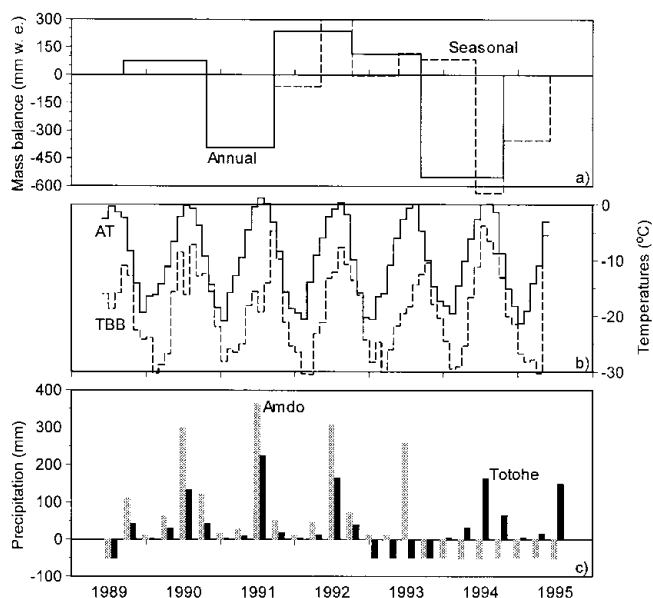 Mass balance (mm w. e.)
300
150
0
-150
-300
-450
-600
Seasonal
Annual
a)
AT
TBB
0
-10
-20
-30
Temperatures (°C)
b)
Precipitation (mm)
400
300
200
100
0
-100
Amdo
Totohe
c)
1989 1990 1991 1992 1993 1994 1995